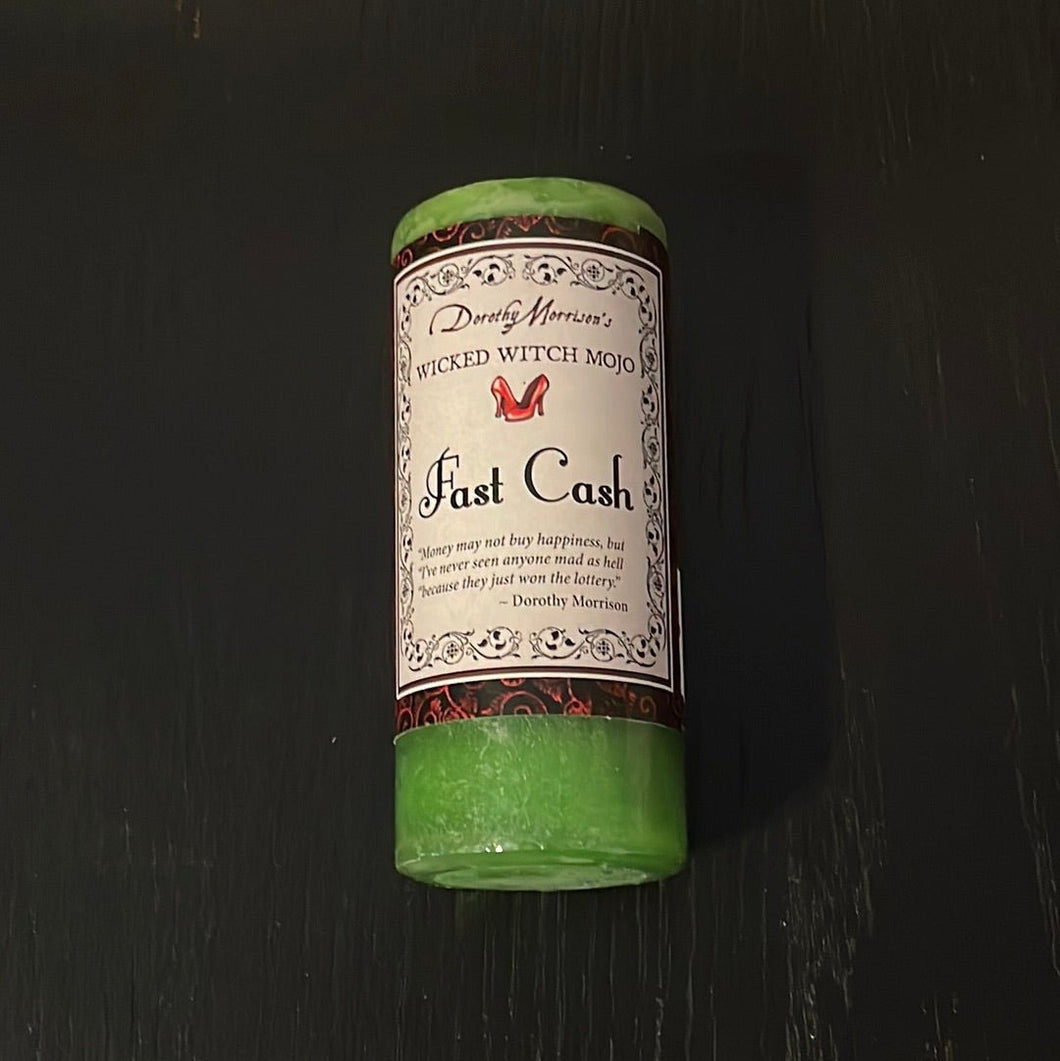 Dorothy Morrison's
WICKED WITCH MOJO
Fast Cash
"Money may not buy happiness, but
"I've never seen anyone mad as hell
"because they just won the lottery."
~ Dorothy Morrison